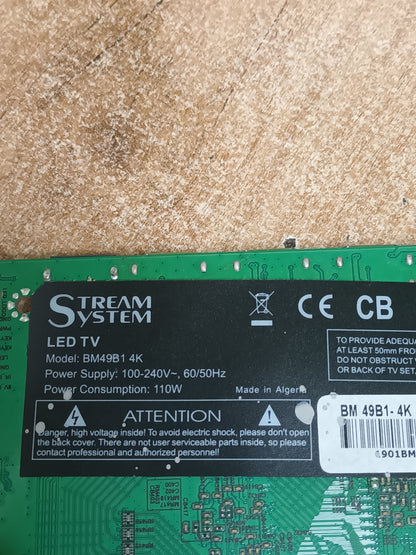 STREAM
SYSTEM
CE CB
LED TV
Model: BM49B1 4K
Power Supply: 100-240V~, 60/50Hz
Power Consumption: 110W
Made in Algeria
TO PROVIDE ADEQUA
AT LEAST 50mm FROM
DO NOT OBSTRUCT
OR BACK OF TV SET.
ATTENTION
Danger, high voltage inside! To avoid electric shock, please don't open
the back cover. There are not user serviceable parts inside, so please
contact professional and authorized personnel!
BM 49B1- 4K
1901BM